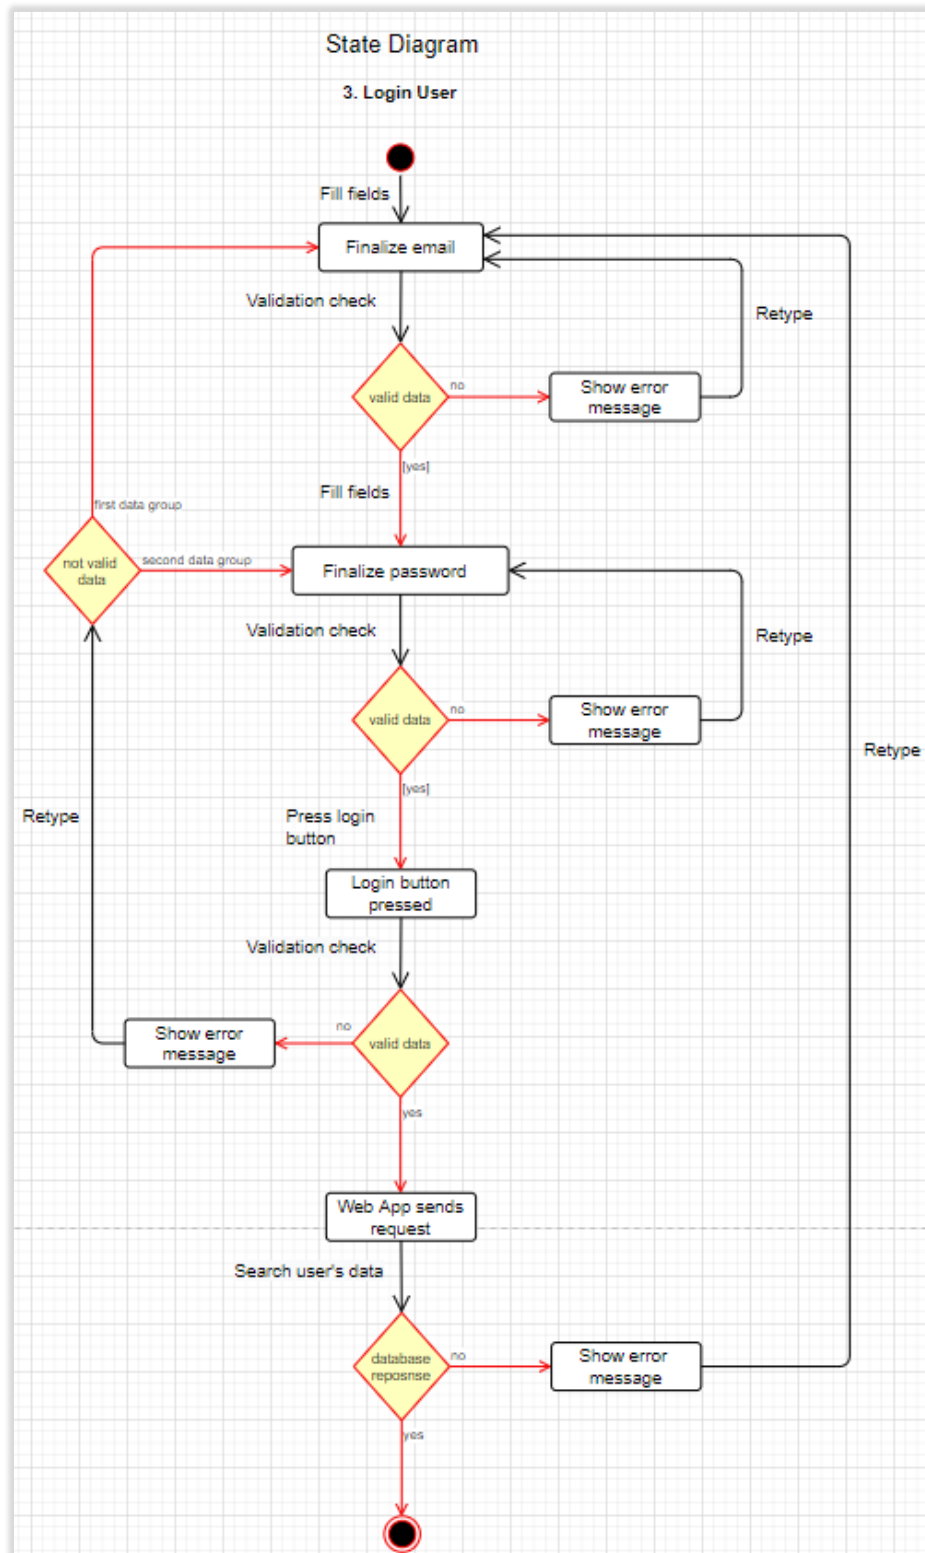 State Diagram
3. Login User
Fill fields
Finalize email
Validation check
Retype
valid data
no
Show error
message
[yes]
Fill fields
first data group
not valid
data
second data group
Finalize password
Validation check
Retype
valid data
no
Show error
message
Retype
[yes]
Retype
Press login
button
Login button
pressed
Validation check
Show error
message
no
valid data
yes
Web App sends
request
Search user's data
database
reposnse
no
Show error
message
yes